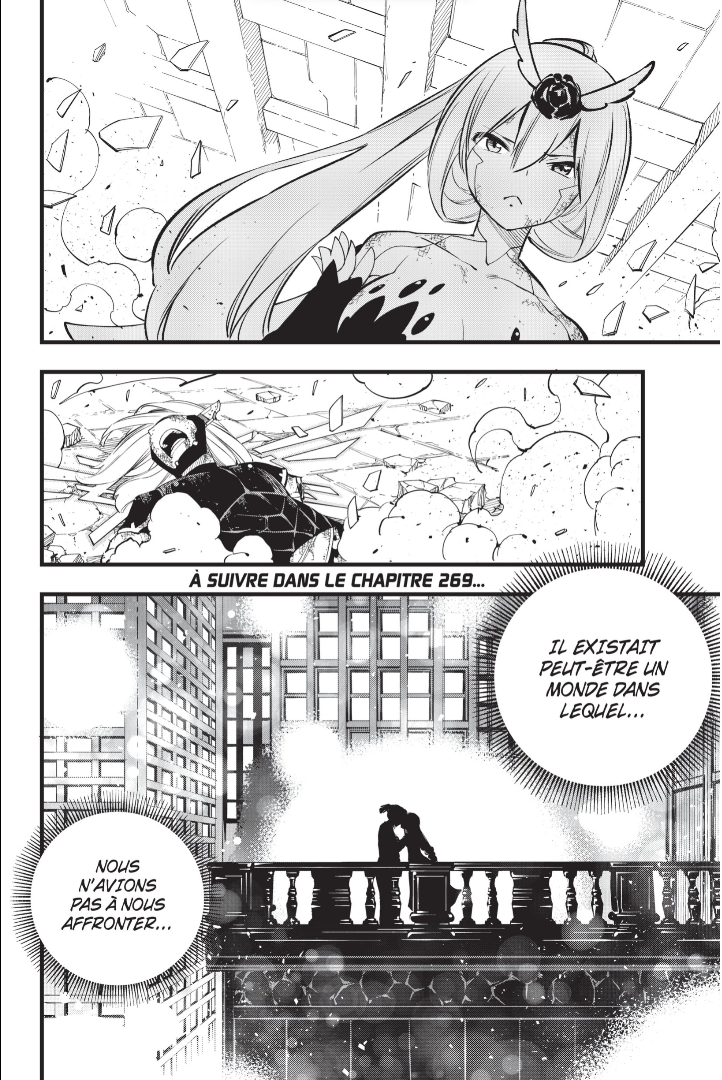 À SUIVRE DANS LE CHAPITRE 269...
IL EXISTAIT
PEUT-ÊTRE UN
MONDE DANS
LEQUEL...
NOUS
N'AVIONS
PAS À NOUS
AFFRONTER...